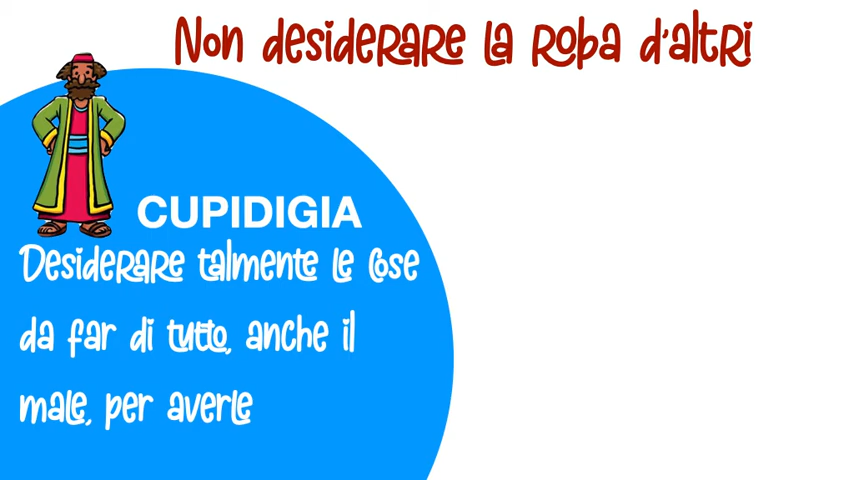 Non desiderare la roba d'altri
CUPIDIGIA
Desiderare talmente le cose
da far di tutto, anche il
male, per averle